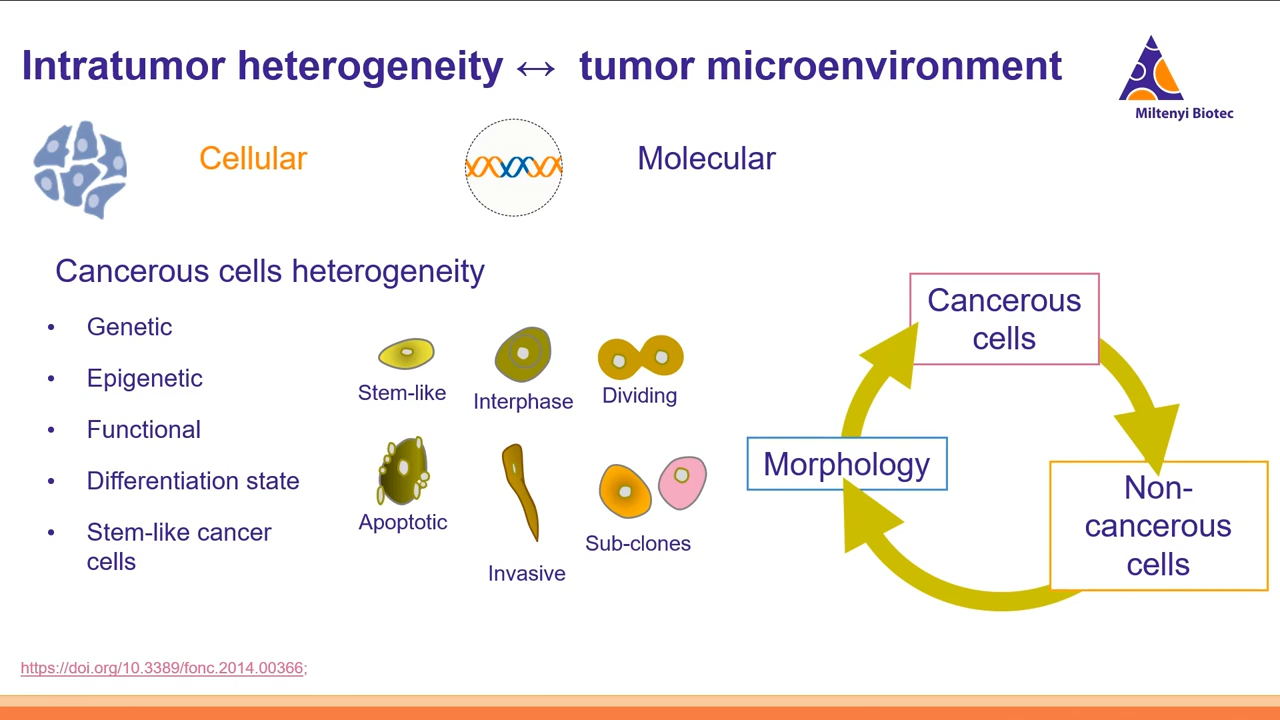 Intratumor heterogeneity ↔ tumor microenvironment
Miltenyi Biotec
Cellular
Molecular
Cancerous cells heterogeneity
• Genetic
• Epigenetic
• Functional
• Differentiation state
• Stem-like cancer
cells
Stem-like
Interphase
Dividing
Apoptotic
Invasive
Sub-clones
Cancerous
cells
Morphology
Non-
cancerous
cells
https://doi.org/10.3389/fonc.2014.00366;